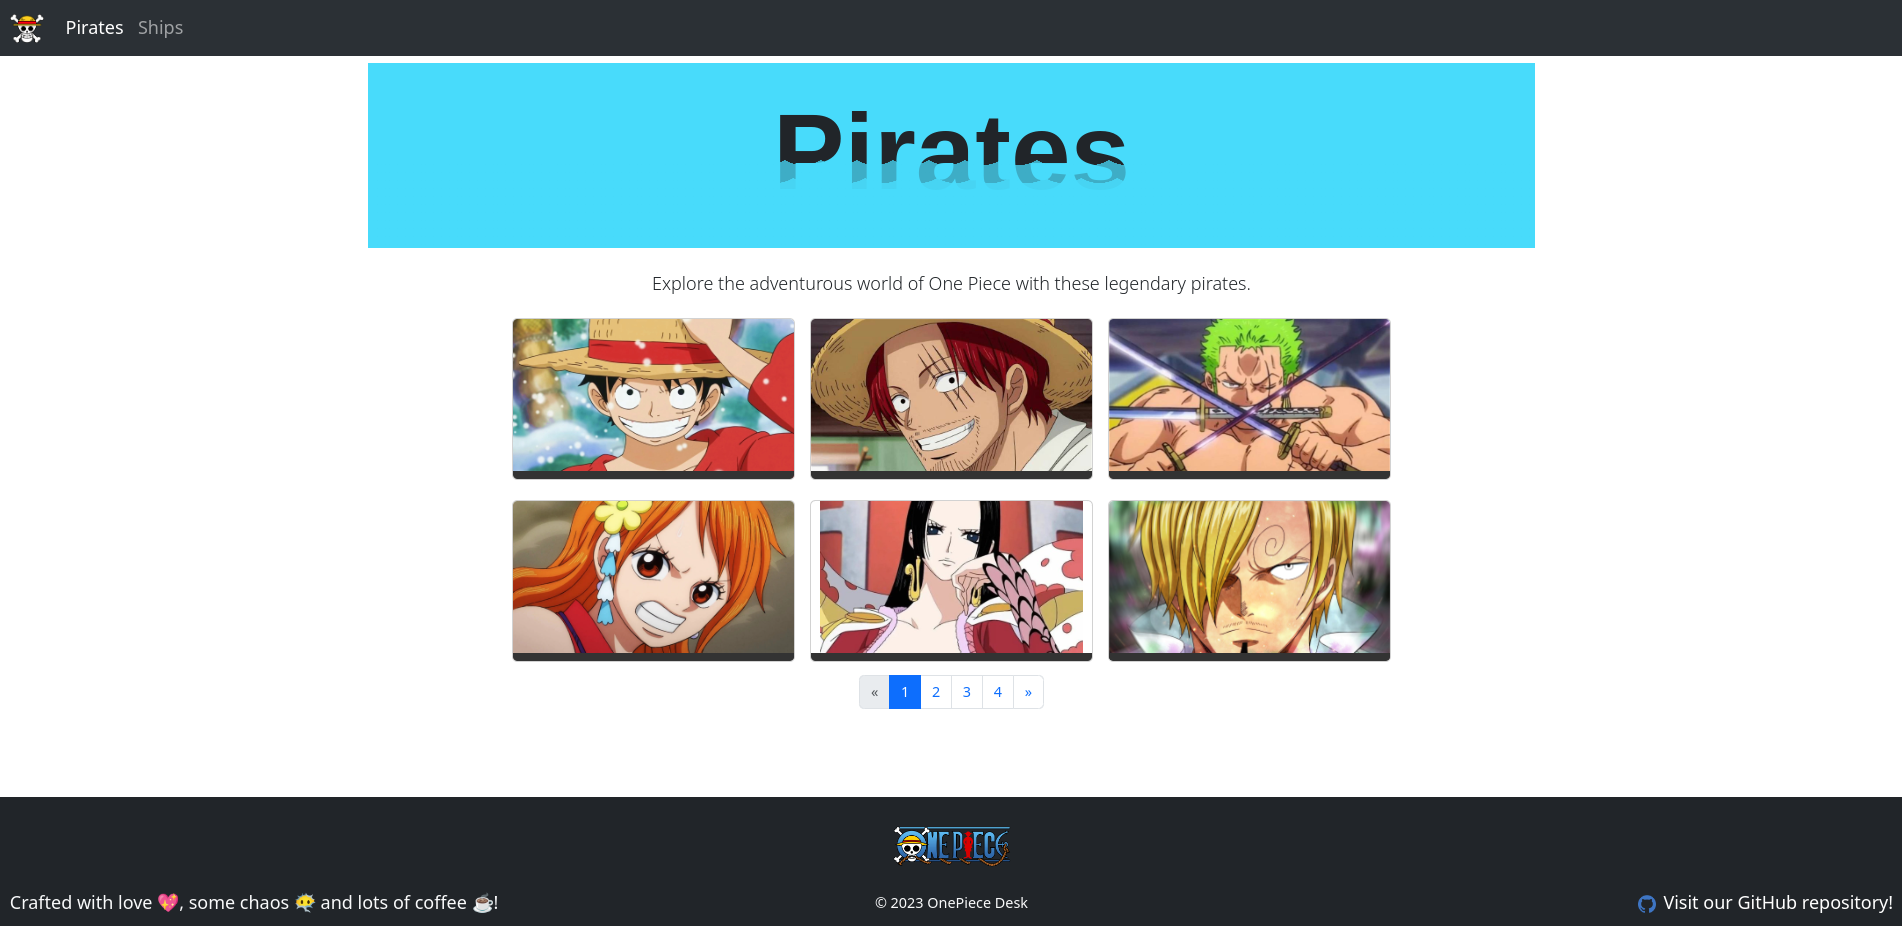 Pirates Ships
Pirates
Explore the adventurous world of One Piece with these legendary pirates.
« 1 2 3 4 »
ONE PIECE
Crafted with love 💖, some chaos 😶‍🌫️ and lots of coffee ☕!
© 2023 OnePiece Desk
Visit our GitHub repository!